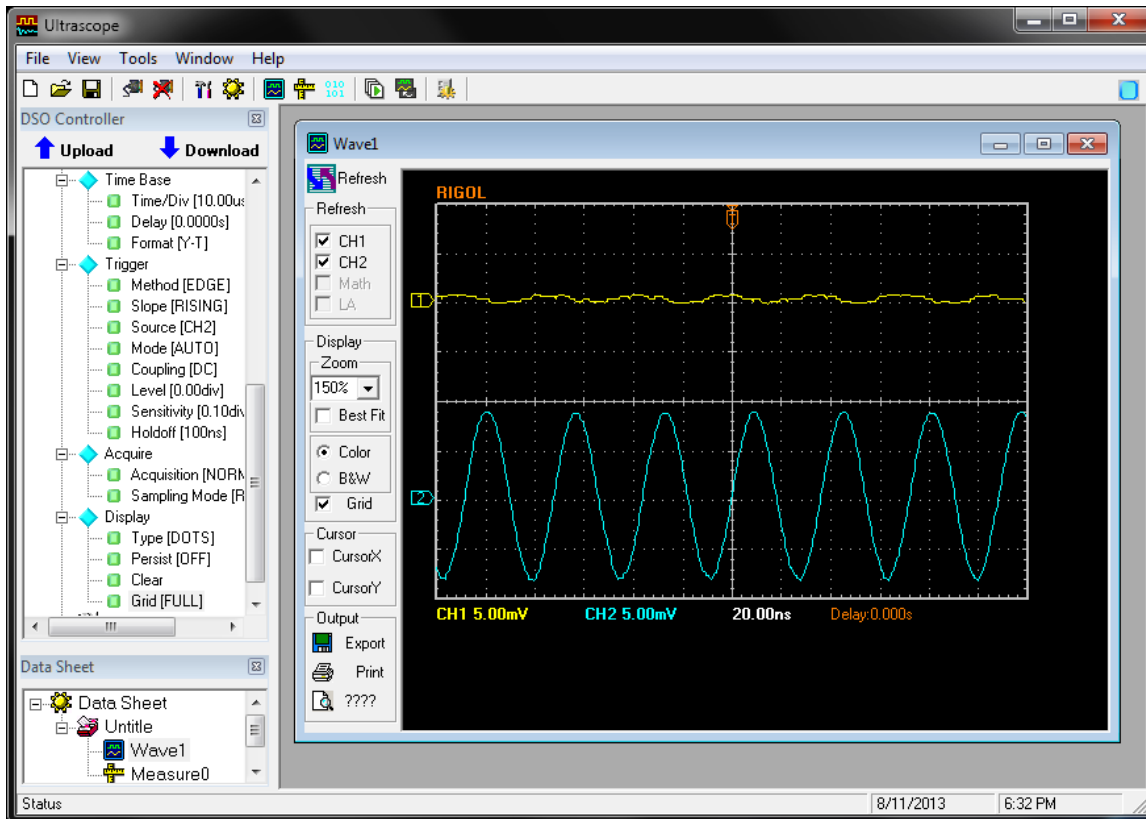 Ultrascope
File View Tools Window Help
DSO Controller
Upload Download
Time Base
Time/Div [10.00us
Delay [0.0000s]
Format [Y-T]
Trigger
Method [EDGE]
Slope [RISING]
Source [CH2]
Mode [AUTO]
Coupling [DC]
Level [0.00div]
Sensitivity [0.10div
Holdoff [100ns]
Acquire
Acquisition [NORM
Sampling Mode [R
Display
Type [DOTS]
Persist [OFF]
Clear
Grid [FULL]
Data Sheet
Data Sheet
Untitle
Wave1
Measure0
Wave1
Refresh
Refresh
CH1
CH2
Math
LA
Display
Zoom
150%
Best Fit
Color
B&W
Grid
Cursor
CursorX
CursorY
Output
Export
Print
????
RIGOL
T
1
2
CH1 5.00mV CH2 5.00mV 20.00ns Delay:0.000s
Status 8/11/2013 6:32 PM